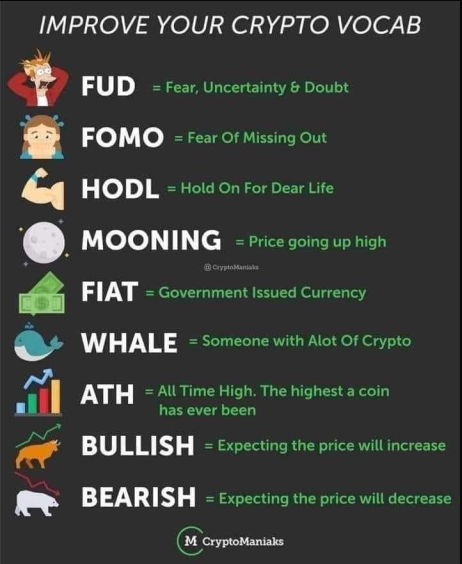 IMPROVE YOUR CRYPTO VOCAB
FUD = Fear, Uncertainty & Doubt
FOMO = Fear Of Missing Out
HODL = Hold On For Dear Life
MOONING = Price going up high
@CryptoManiaks
FIAT = Government Issued Currency
WHALE = Someone with Alot Of Crypto
ATH = All Time High. The highest a coin
has ever been
BULLISH = Expecting the price will increase
BEARISH = Expecting the price will decrease
M CryptoManiaks